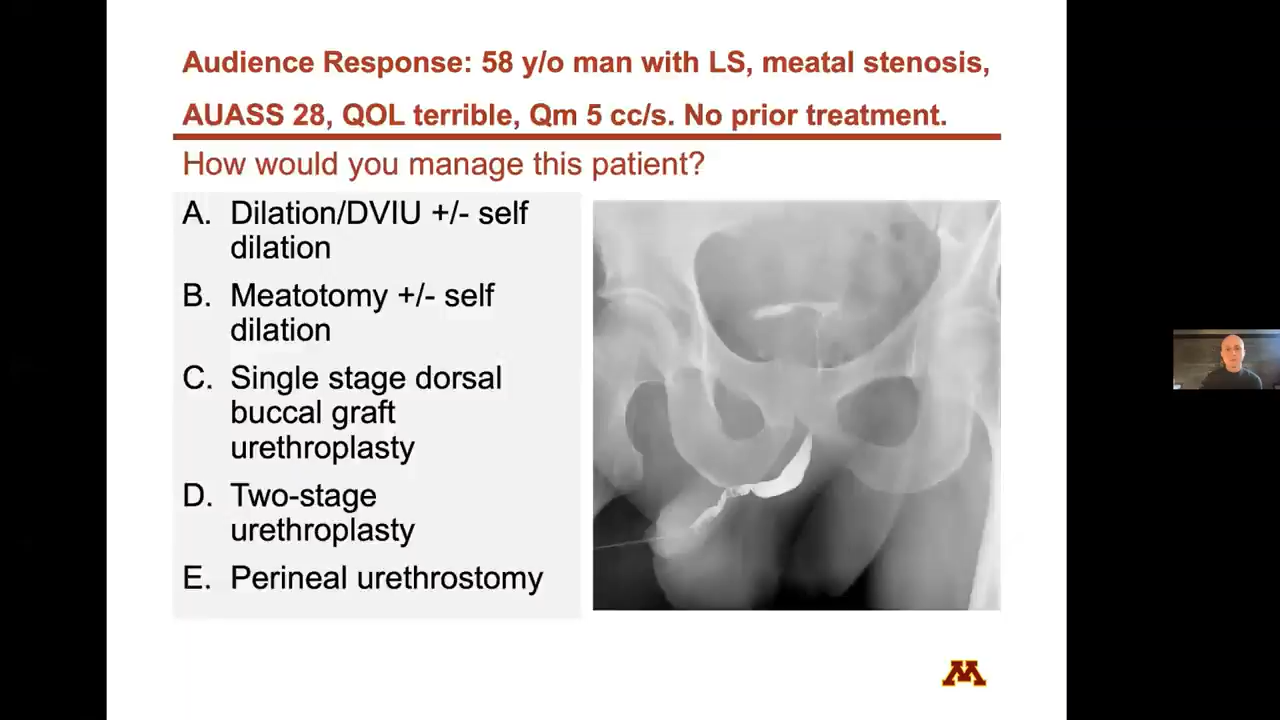 Audience Response: 58 y/o man with LS, meatal stenosis,
AUASS 28, QOL terrible, Qm 5 cc/s. No prior treatment.
How would you manage this patient?
A. Dilation/DVIU +/- self
dilation
B. Meatotomy +/- self
dilation
C. Single stage dorsal
buccal graft
urethroplasty
D. Two-stage
urethroplasty
E. Perineal urethrostomy
M